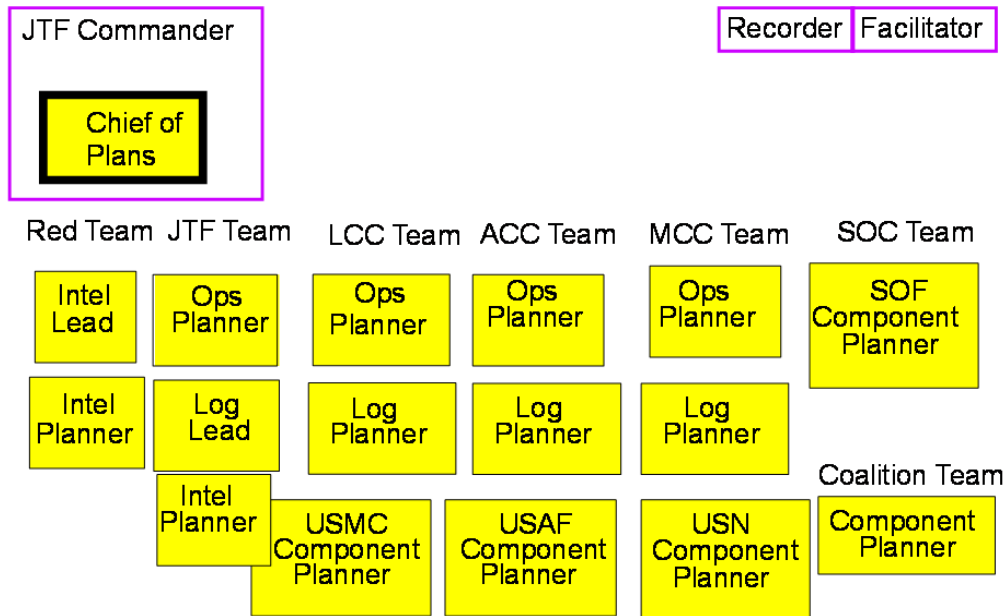 JTF Commander
Recorder
Facilitator
Chief of
Plans
Red Team
JTF Team
LCC Team
ACC Team
MCC Team
SOC Team
Intel
Lead
Ops
Planner
Ops
Planner
Ops
Planner
Ops
Planner
SOF
Component
Planner
Intel
Planner
Log
Lead
Log
Planner
Log
Planner
Log
Planner
Coalition Team
Intel
Planner
USMC
Component
Planner
USAF
Component
Planner
USN
Component
Planner
Component
Planner